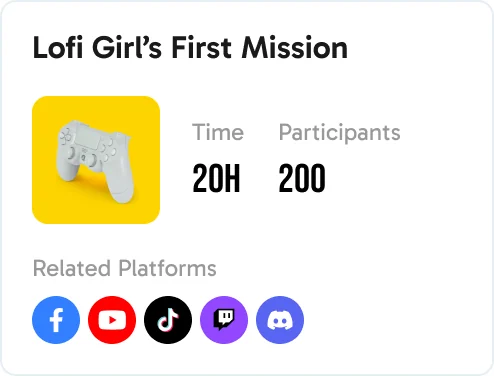 Lofi Girl’s First Mission
Time Participants
20H 200
Related Platforms